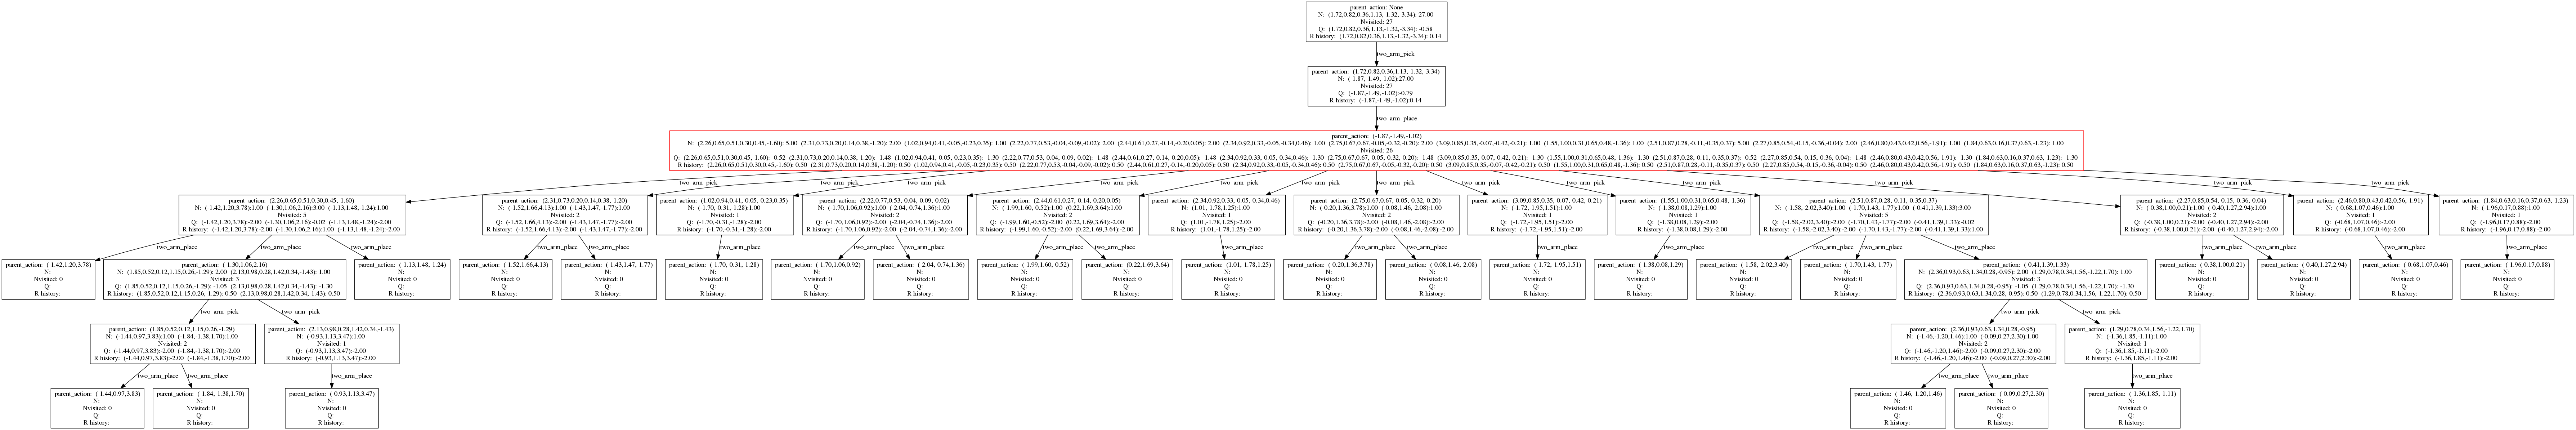 parent_action: None
N: (1.72,0.82,0.36,1.13,-1.32,-3.34): 27.00
Nvisited: 27
Q: (1.72,0.82,0.36,1.13,-1.32,-3.34): -0.58
R history: (1.72,0.82,0.36,1.13,-1.32,-3.34): 0.14
two_arm_pick
parent_action: (1.72,0.82,0.36,1.13,-1.32,-3.34)
N: (-1.87,-1.49,-1.02):27.00
Nvisited: 27
Q: (-1.87,-1.49,-1.02):-0.79
R history: (-1.87,-1.49,-1.02):0.14
two_arm_place
parent_action: (-1.87,-1.49,-1.02)
N: (2.26,0.65,0.51,0.30,0.45,-1.60): 5.00 (2.31,0.73,0.20,0.14,0.38,-1.20): 2.00 (1.02,0.94,0.41,-0.05,-0.23,0.35): 1.00 (2.22,0.77,0.53,-0.04,-0.09,-0.02): 2.00 (2.44,0.61,0.27,-0.14,-0.20,0.05): 2.00 (2.34,0.92,0.33,-0.05,-0.34,0.46): 1.00 (2.75,0.67,0.67,-0.05,-0.32,-0.20): 2.00 (3.09,0.85,0.35,-0.07,-0.42,-0.21): 1.00 (1.55,1.00,0.31,0.65,0.48,-1.36): 1.00 (2.51,0.87,0.28,-0.11,-0.35,0.37): 5.00 (2.27,0.85,0.54,-0.15,-0.36,-0.04): 2.00 (2.46,0.80,0.43,0.42,0.56,-1.91): 1.00 (1.84,0.63,0.16,0.37,0.63,-1.23): 1.00
Nvisited: 26
Q: (2.26,0.65,0.51,0.30,0.45,-1.60): -0.52 (2.31,0.73,0.20,0.14,0.38,-1.20): -1.48 (1.02,0.94,0.41,-0.05,-0.23,0.35): -1.30 (2.22,0.77,0.53,-0.04,-0.09,-0.02): -1.48 (2.44,0.61,0.27,-0.14,-0.20,0.05): -1.48 (2.34,0.92,0.33,-0.05,-0.34,0.46): -1.30 (2.75,0.67,0.67,-0.05,-0.32,-0.20): -1.48 (3.09,0.85,0.35,-0.07,-0.42,-0.21): -1.30 (1.55,1.00,0.31,0.65,0.48,-1.36): -1.30 (2.51,0.87,0.28,-0.11,-0.35,0.37): -0.52 (2.27,0.85,0.54,-0.15,-0.36,-0.04): -1.48 (2.46,0.80,0.43,0.42,0.56,-1.91): -1.30 (1.84,0.63,0.16,0.37,0.63,-1.23): -1.30
R history: (2.26,0.65,0.51,0.30,0.45,-1.60): 0.50 (2.31,0.73,0.20,0.14,0.38,-1.20): 0.50 (1.02,0.94,0.41,-0.05,-0.23,0.35): 0.50 (2.22,0.77,0.53,-0.04,-0.09,-0.02): 0.50 (2.44,0.61,0.27,-0.14,-0.20,0.05): 0.50 (2.34,0.92,0.33,-0.05,-0.34,0.46): 0.50 (2.75,0.67,0.67,-0.05,-0.32,-0.20): 0.50 (3.09,0.85,0.35,-0.07,-0.42,-0.21): 0.50 (1.55,1.00,0.31,0.65,0.48,-1.36): 0.50 (2.51,0.87,0.28,-0.11,-0.35,0.37): 0.50 (2.27,0.85,0.54,-0.15,-0.36,-0.04): 0.50 (2.46,0.80,0.43,0.42,0.56,-1.91): 0.50 (1.84,0.63,0.16,0.37,0.63,-1.23): 0.50
two_arm_pick two_arm_pick two_arm_pick two_arm_pick two_arm_pick two_arm_pick two_arm_pick two_arm_pick two_arm_pick two_arm_pick two_arm_pick two_arm_pick two_arm_pick
parent_action: (2.26,0.65,0.51,0.30,0.45,-1.60)
N: (-1.42,1.20,3.78):1.00 (-1.30,1.06,2.16):3.00 (-1.13,1.48,-1.24):1.00
Nvisited: 5
Q: (-1.42,1.20,3.78):-2.00 (-1.30,1.06,2.16):-0.02 (-1.13,1.48,-1.24):-2.00
R history: (-1.42,1.20,3.78):-2.00 (-1.30,1.06,2.16):1.00 (-1.13,1.48,-1.24):-2.00
parent_action: (2.31,0.73,0.20,0.14,0.38,-1.20)
N: (-1.52,1.66,4.13):1.00 (-1.43,1.47,-1.77):1.00
Nvisited: 2
Q: (-1.52,1.66,4.13):-2.00 (-1.43,1.47,-1.77):-2.00
R history: (-1.52,1.66,4.13):-2.00 (-1.43,1.47,-1.77):-2.00
parent_action: (1.02,0.94,0.41,-0.05,-0.23,0.35)
N: (-1.70,-0.31,-1.28):1.00
Nvisited: 1
Q: (-1.70,-0.31,-1.28):-2.00
R history: (-1.70,-0.31,-1.28):-2.00
parent_action: (2.22,0.77,0.53,-0.04,-0.09,-0.02)
N: (-1.70,1.06,0.92):1.00 (-2.04,-0.74,1.36):1.00
Nvisited: 2
Q: (-1.70,1.06,0.92):-2.00 (-2.04,-0.74,1.36):-2.00
R history: (-1.70,1.06,0.92):-2.00 (-2.04,-0.74,1.36):-2.00
parent_action: (2.44,0.61,0.27,-0.14,-0.20,0.05)
N: (-1.99,1.60,-0.52):1.00 (0.22,1.69,3.64):1.00
Nvisited: 2
Q: (-1.99,1.60,-0.52):-2.00 (0.22,1.69,3.64):-2.00
R history: (-1.99,1.60,-0.52):-2.00 (0.22,1.69,3.64):-2.00
parent_action: (2.34,0.92,0.33,-0.05,-0.34,0.46)
N: (1.01,-1.78,1.25):1.00
Nvisited: 1
Q: (1.01,-1.78,1.25):-2.00
R history: (1.01,-1.78,1.25):-2.00
parent_action: (2.75,0.67,0.67,-0.05,-0.32,-0.20)
N: (-0.20,1.36,3.78):1.00 (-0.08,1.46,-2.08):1.00
Nvisited: 2
Q: (-0.20,1.36,3.78):-2.00 (-0.08,1.46,-2.08):-2.00
R history: (-0.20,1.36,3.78):-2.00 (-0.08,1.46,-2.08):-2.00
parent_action: (3.09,0.85,0.35,-0.07,-0.42,-0.21)
N: (-1.72,-1.95,1.51):1.00
Nvisited: 1
Q: (-1.72,-1.95,1.51):-2.00
R history: (-1.72,-1.95,1.51):-2.00
parent_action: (1.55,1.00,0.31,0.65,0.48,-1.36)
N: (-1.38,0.08,1.29):1.00
Nvisited: 1
Q: (-1.38,0.08,1.29):-2.00
R history: (-1.38,0.08,1.29):-2.00
parent_action: (2.51,0.87,0.28,-0.11,-0.35,0.37)
N: (-1.58,-2.02,3.40):1.00 (-1.70,1.43,-1.77):1.00 (-0.41,1.39,1.33):3.00
Nvisited: 5
Q: (-1.58,-2.02,3.40):-2.00 (-1.70,1.43,-1.77):-2.00 (-0.41,1.39,1.33):-0.02
R history: (-1.58,-2.02,3.40):-2.00 (-1.70,1.43,-1.77):-2.00 (-0.41,1.39,1.33):1.00
parent_action: (2.27,0.85,0.54,-0.15,-0.36,-0.04)
N: (-0.38,1.00,0.21):1.00 (-0.40,1.27,2.94):1.00
Nvisited: 2
Q: (-0.38,1.00,0.21):-2.00 (-0.40,1.27,2.94):-2.00
R history: (-0.38,1.00,0.21):-2.00 (-0.40,1.27,2.94):-2.00
parent_action: (2.46,0.80,0.43,0.42,0.56,-1.91)
N: (-0.68,1.07,0.46):1.00
Nvisited: 1
Q: (-0.68,1.07,0.46):-2.00
R history: (-0.68,1.07,0.46):-2.00
parent_action: (1.84,0.63,0.16,0.37,0.63,-1.23)
N: (-1.96,0.17,0.88):1.00
Nvisited: 1
Q: (-1.96,0.17,0.88):-2.00
R history: (-1.96,0.17,0.88):-2.00
two_arm_place two_arm_place two_arm_place two_arm_place two_arm_place two_arm_place two_arm_place two_arm_place two_arm_place two_arm_place two_arm_place two_arm_place two_arm_place two_arm_place two_arm_place two_arm_place two_arm_place two_arm_place two_arm_place two_arm_place two_arm_place two_arm_place
parent_action: (-1.42,1.20,3.78)
N:
Nvisited: 0
Q:
R history:
parent_action: (-1.30,1.06,2.16)
N: (1.85,0.52,0.12,1.15,0.26,-1.29): 2.00 (2.13,0.98,0.28,1.42,0.34,-1.43): 1.00
Nvisited: 3
Q: (1.85,0.52,0.12,1.15,0.26,-1.29): -1.05 (2.13,0.98,0.28,1.42,0.34,-1.43): -1.30
R history: (1.85,0.52,0.12,1.15,0.26,-1.29): 0.50 (2.13,0.98,0.28,1.42,0.34,-1.43): 0.50
parent_action: (-1.13,1.48,-1.24)
N:
Nvisited: 0
Q:
R history:
parent_action: (-1.52,1.66,4.13)
N:
Nvisited: 0
Q:
R history:
parent_action: (-1.43,1.47,-1.77)
N:
Nvisited: 0
Q:
R history:
parent_action: (-1.70,-0.31,-1.28)
N:
Nvisited: 0
Q:
R history:
parent_action: (-1.70,1.06,0.92)
N:
Nvisited: 0
Q:
R history:
parent_action: (-2.04,-0.74,1.36)
N:
Nvisited: 0
Q:
R history:
parent_action: (-1.99,1.60,-0.52)
N:
Nvisited: 0
Q:
R history:
parent_action: (0.22,1.69,3.64)
N:
Nvisited: 0
Q:
R history:
parent_action: (1.01,-1.78,1.25)
N:
Nvisited: 0
Q:
R history:
parent_action: (-0.20,1.36,3.78)
N:
Nvisited: 0
Q:
R history:
parent_action: (-0.08,1.46,-2.08)
N:
Nvisited: 0
Q:
R history:
parent_action: (-1.72,-1.95,1.51)
N:
Nvisited: 0
Q:
R history:
parent_action: (-1.38,0.08,1.29)
N:
Nvisited: 0
Q:
R history:
parent_action: (-1.58,-2.02,3.40)
N:
Nvisited: 0
Q:
R history:
parent_action: (-1.70,1.43,-1.77)
N:
Nvisited: 0
Q:
R history:
parent_action: (-0.41,1.39,1.33)
N: (2.36,0.93,0.63,1.34,0.28,-0.95): 2.00 (1.29,0.78,0.34,1.56,-1.22,1.70): 1.00
Nvisited: 3
Q: (2.36,0.93,0.63,1.34,0.28,-0.95): -1.05 (1.29,0.78,0.34,1.56,-1.22,1.70): -1.30
R history: (2.36,0.93,0.63,1.34,0.28,-0.95): 0.50 (1.29,0.78,0.34,1.56,-1.22,1.70): 0.50
parent_action: (-0.38,1.00,0.21)
N:
Nvisited: 0
Q:
R history:
parent_action: (-0.40,1.27,2.94)
N:
Nvisited: 0
Q:
R history:
parent_action: (-0.68,1.07,0.46)
N:
Nvisited: 0
Q:
R history:
parent_action: (-1.96,0.17,0.88)
N:
Nvisited: 0
Q:
R history:
two_arm_pick two_arm_pick two_arm_pick two_arm_pick
parent_action: (1.85,0.52,0.12,1.15,0.26,-1.29)
N: (-1.44,0.97,3.83):1.00 (-1.84,-1.38,1.70):1.00
Nvisited: 2
Q: (-1.44,0.97,3.83):-2.00 (-1.84,-1.38,1.70):-2.00
R history: (-1.44,0.97,3.83):-2.00 (-1.84,-1.38,1.70):-2.00
parent_action: (2.13,0.98,0.28,1.42,0.34,-1.43)
N: (-0.93,1.13,3.47):1.00
Nvisited: 1
Q: (-0.93,1.13,3.47):-2.00
R history: (-0.93,1.13,3.47):-2.00
parent_action: (2.36,0.93,0.63,1.34,0.28,-0.95)
N: (-1.46,-1.20,1.46):1.00 (-0.09,0.27,2.30):1.00
Nvisited: 2
Q: (-1.46,-1.20,1.46):-2.00 (-0.09,0.27,2.30):-2.00
R history: (-1.46,-1.20,1.46):-2.00 (-0.09,0.27,2.30):-2.00
parent_action: (1.29,0.78,0.34,1.56,-1.22,1.70)
N: (-1.36,1.85,-1.11):1.00
Nvisited: 1
Q: (-1.36,1.85,-1.11):-2.00
R history: (-1.36,1.85,-1.11):-2.00
two_arm_place two_arm_place two_arm_place two_arm_place two_arm_place two_arm_place
parent_action: (-1.44,0.97,3.83)
N:
Nvisited: 0
Q:
R history:
parent_action: (-1.84,-1.38,1.70)
N:
Nvisited: 0
Q:
R history:
parent_action: (-0.93,1.13,3.47)
N:
Nvisited: 0
Q:
R history:
parent_action: (-1.46,-1.20,1.46)
N:
Nvisited: 0
Q:
R history:
parent_action: (-0.09,0.27,2.30)
N:
Nvisited: 0
Q:
R history:
parent_action: (-1.36,1.85,-1.11)
N:
Nvisited: 0
Q:
R history: